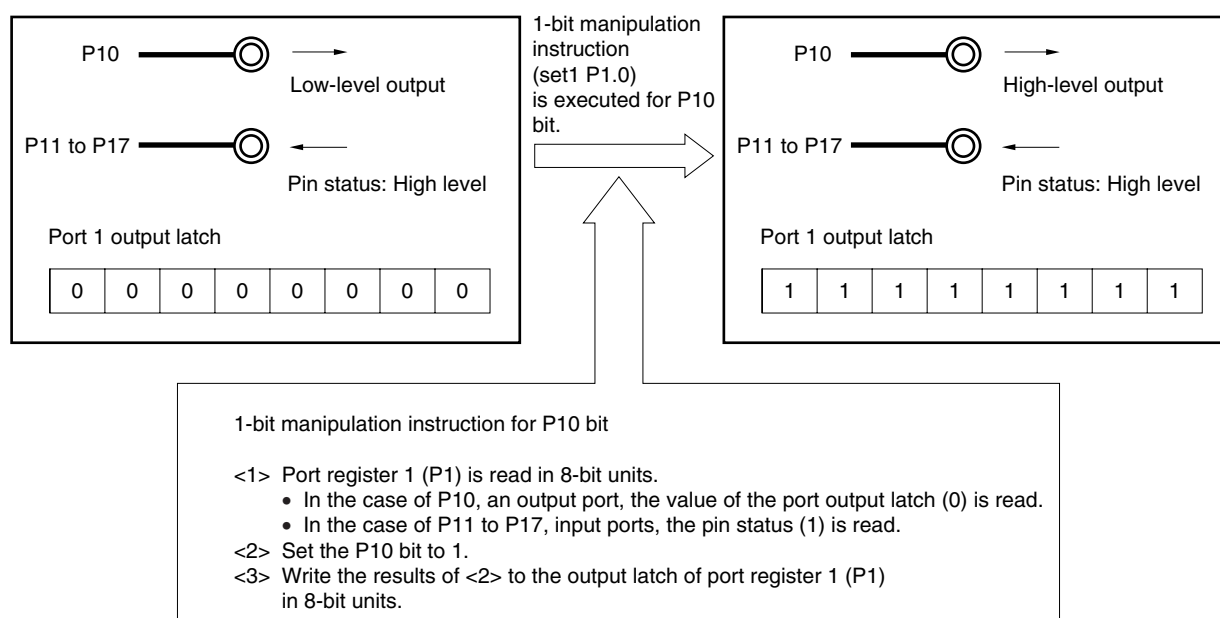 P10
Low-level output
P11 to P17
Pin status: High level
Port 1 output latch
0 0 0 0 0 0 0 0
1-bit manipulation
instruction
(set1 P1.0)
is executed for P10
bit.
P10
High-level output
P11 to P17
Pin status: High level
Port 1 output latch
1 1 1 1 1 1 1 1
1-bit manipulation instruction for P10 bit
<1> Port register 1 (P1) is read in 8-bit units.
• In the case of P10, an output port, the value of the port output latch (0) is read.
• In the case of P11 to P17, input ports, the pin status (1) is read.
<2> Set the P10 bit to 1.
<3> Write the results of <2> to the output latch of port register 1 (P1)
in 8-bit units.